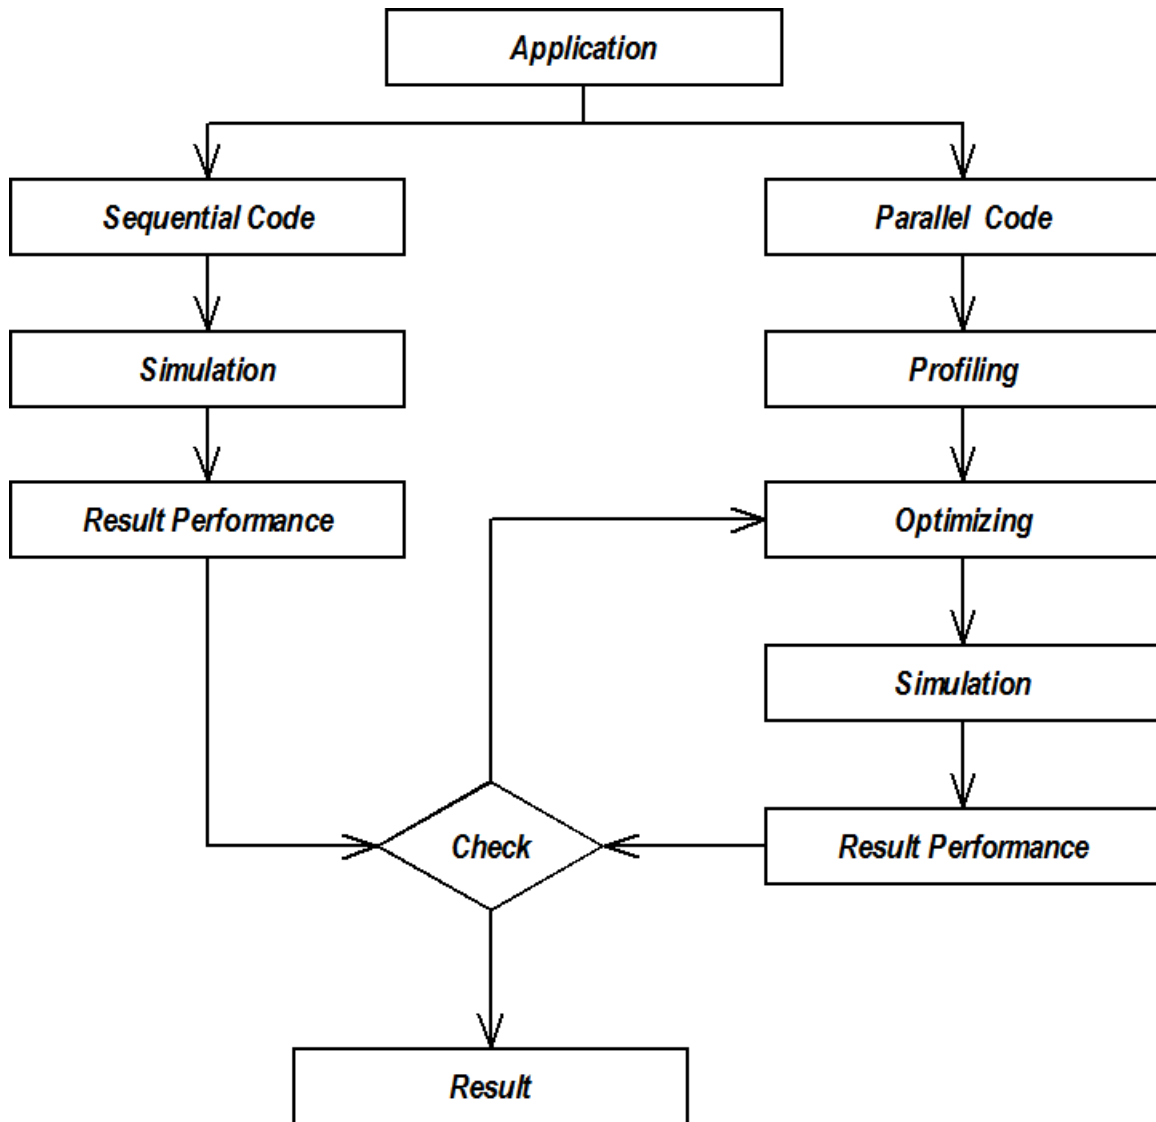 Application
Sequential Code
Parallel Code
Simulation
Profiling
Result Performance
Optimizing
Simulation
Check
Result Performance
Result